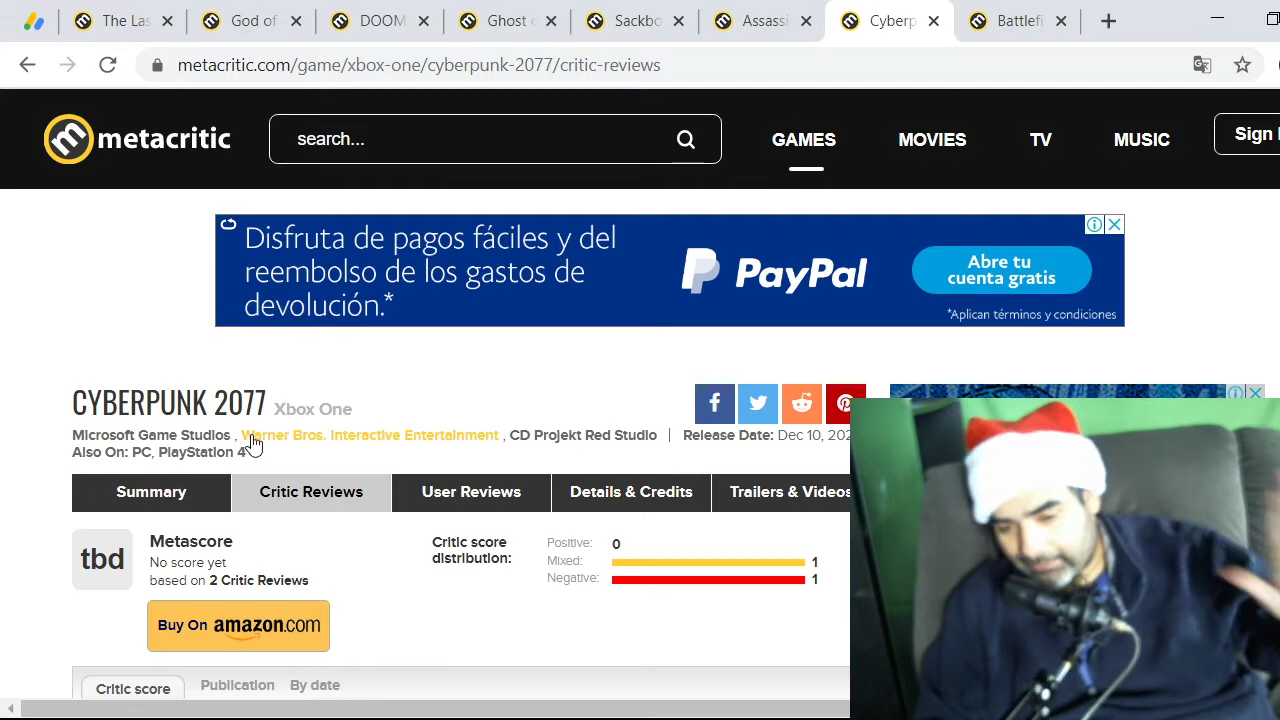 The Las
God of
DOOM
Ghost o
Sackbo
Assassi
Cyberp
Battlefi
metacritic.com/game/xbox-one/cyberpunk-2077/critic-reviews
metacritic
search...
GAMES
MOVIES
TV
MUSIC
Sign
Disfruta de pagos fáciles y del
reembolso de los gastos de
devolución.*
PayPal
Abre tu
cuenta gratis
*Aplican términos y condiciones
CYBERPUNK 2077 Xbox One
Microsoft Game Studios , Warner Bros. Interactive Entertainment , CD Projekt Red Studio | Release Date: Dec 10, 202
Also On: PC, PlayStation 4
Summary
Critic Reviews
User Reviews
Details & Credits
Trailers & Videos
tbd
Metascore
No score yet
based on 2 Critic Reviews
Critic score
distribution:
Positive: 0
Mixed: 1
Negative: 1
Buy On amazon.com
Critic score
Publication
By date